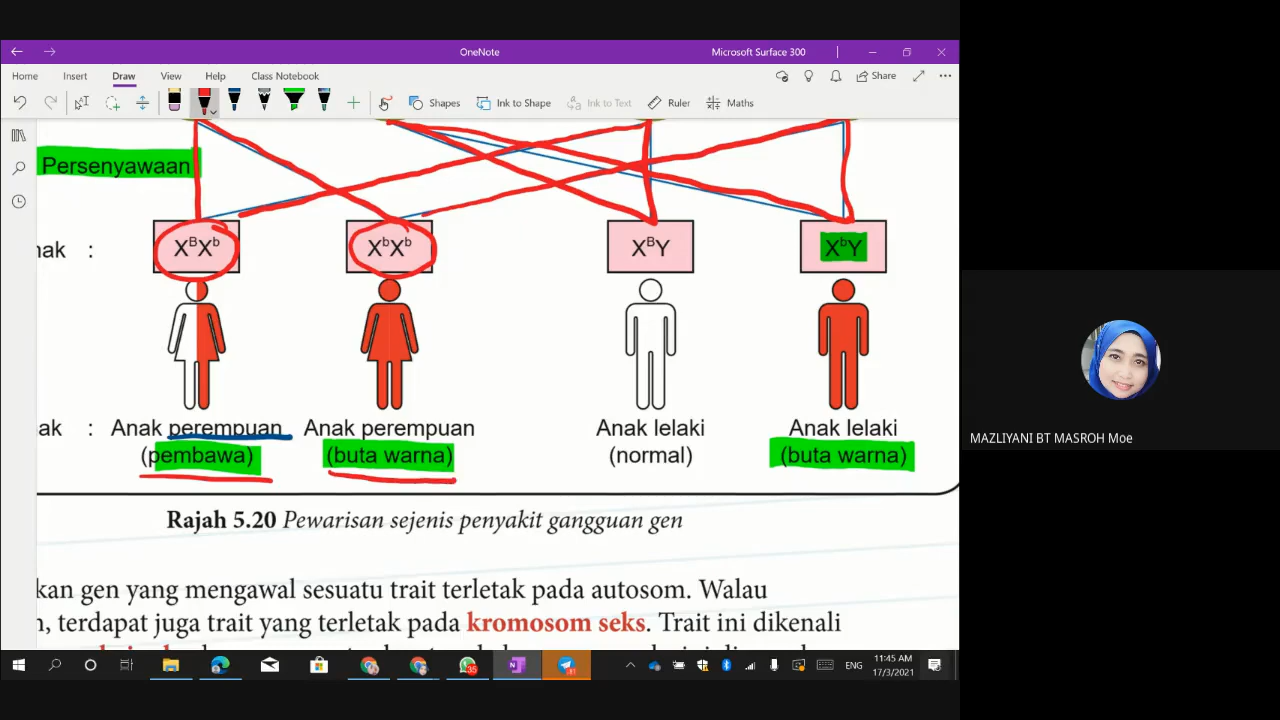 OneNote
Microsoft Surface 300
Home Insert Draw View Help Class Notebook Share
Shapes Ink to Shape Ink to Text Ruler Maths
Persenyawaan
nak : XᴮXᵇ XᵇXᵇ XᴮY XᵇY
ak : Anak perempuan Anak perempuan Anak lelaki Anak lelaki
(pembawa) (buta warna) (normal) (buta warna)
Rajah 5.20 Pewarisan sejenis penyakit gangguan gen
kan gen yang mengawal sesuatu trait terletak pada autosom. Walau
n, terdapat juga trait yang terletak pada kromosom seks. Trait ini dikenali
MAZLIYANI BT MASROH Moe
35
ENG
11:45 AM
17/3/2021